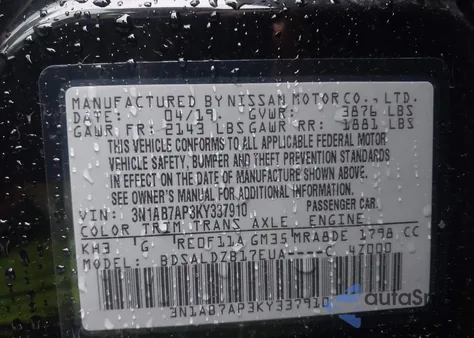 MANUFACTURED BY NISSAN MOTOR CO., LTD.
DATE: 04/19 GVWR: 3876 LBS
GAWR FR: 2143 LBS GAWR RR: 1881 LBS
THIS VEHICLE CONFORMS TO ALL APPLICABLE FEDERAL MOTOR
VEHICLE SAFETY, BUMPER AND THEFT PREVENTION STANDARDS
IN EFFECT ON THE DATE OF MANUFACTURE SHOWN ABOVE.
SEE OWNER'S MANUAL FOR ADDITIONAL INFORMATION.
VIN: 3N1AB7AP3KY337910 PASSENGER CAR.
COLOR TRIM TRANS AXLE ENGINE
KH3 G RE0F11A GM35 MRA8DE 1798 CC
MODEL: BDSALDZB17EUA----C 4Z000
3N1AB7AP3KY337910